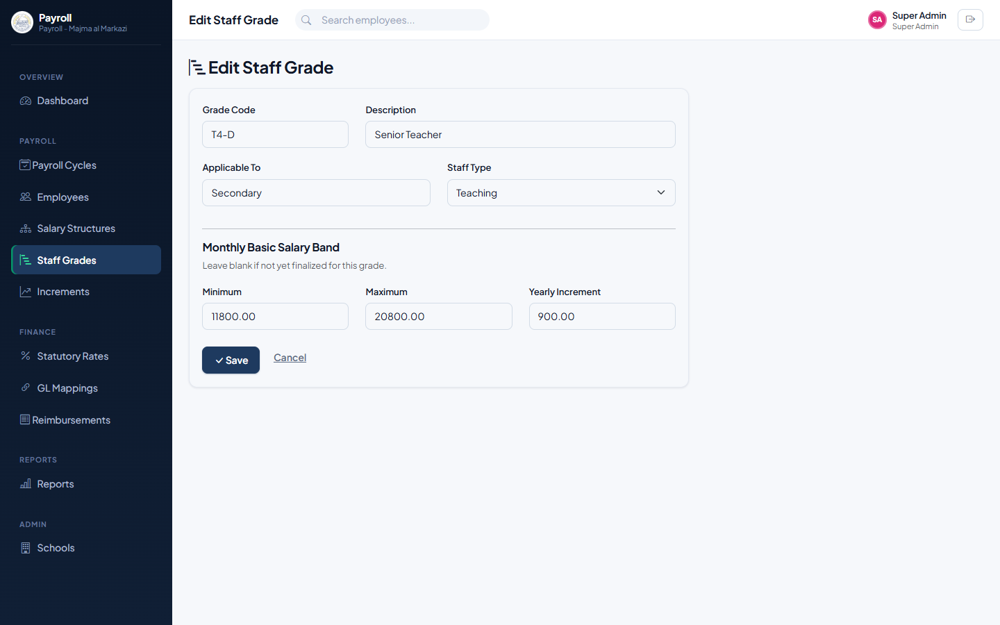 Payroll
Payroll - Majma al Markazi
OVERVIEW
Dashboard
PAYROLL
Payroll Cycles
Employees
Salary Structures
Staff Grades
Increments
FINANCE
Statutory Rates
GL Mappings
Reimbursements
REPORTS
Reports
ADMIN
Schools
Edit Staff Grade
Search employees...
SA
Super Admin
Super Admin
Edit Staff Grade
Grade Code
Description
T4-D
Senior Teacher
Applicable To
Staff Type
Secondary
Teaching
Monthly Basic Salary Band
Leave blank if not yet finalized for this grade.
Minimum
Maximum
Yearly Increment
11800.00
20800.00
900.00
Save
Cancel